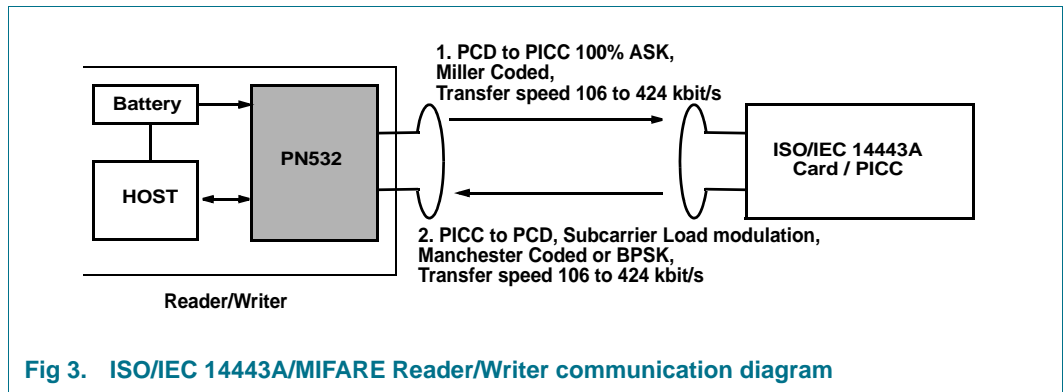 1. PCD to PICC 100% ASK,
Miller Coded,
Transfer speed 106 to 424 kbit/s
Battery
PN532
HOST
ISO/IEC 14443A
Card / PICC
2. PICC to PCD, Subcarrier Load modulation,
Manchester Coded or BPSK,
Transfer speed 106 to 424 kbit/s
Reader/Writer
Fig 3. ISO/IEC 14443A/MIFARE Reader/Writer communication diagram